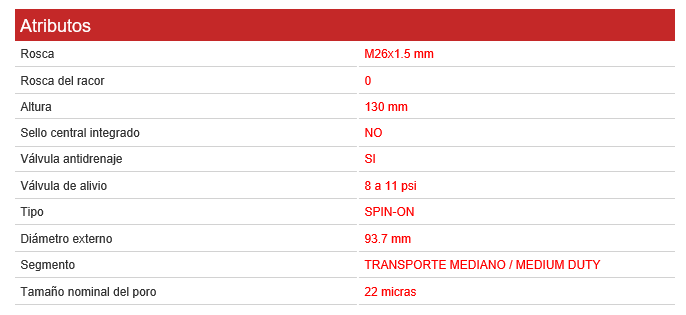 Atributos
Rosca M26x1.5 mm
Rosca del racor 0
Altura 130 mm
Sello central integrado NO
Válvula antidrenaje SI
Válvula de alivio 8 a 11 psi
Tipo SPIN-ON
Diámetro externo 93.7 mm
Segmento TRANSPORTE MEDIANO / MEDIUM DUTY
Tamaño nominal del poro 22 micras